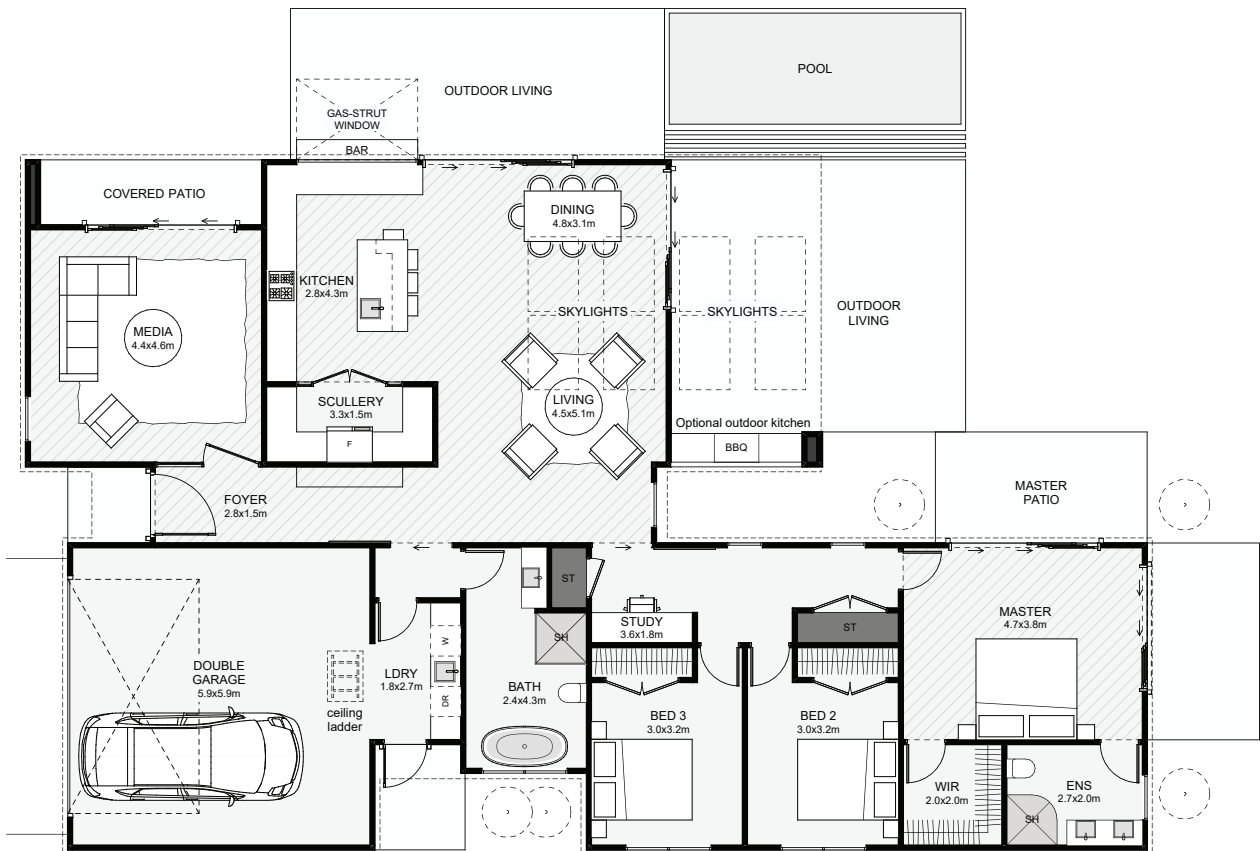 POOL
OUTDOOR LIVING
GAS-STRUT
WINDOW
BAR
COVERED PATIO
DINING
4.8x3.1m
KITCHEN
2.8x4.3m
SKYLIGHTS
SKYLIGHTS
OUTDOOR
LIVING
MEDIA
4.4x4.6m
SCULLERY
3.3x1.5m
F
LIVING
4.5x5.1m
Optional outdoor kitchen
BBQ
FOYER
2.8x1.5m
MASTER
PATIO
ST
STUDY
3.6x1.8m
ST
MASTER
4.7x3.8m
SH
W
DOUBLE
GARAGE
5.9x5.9m
LDRY
1.8x2.7m
DR
BATH
2.4x4.3m
ceiling
ladder
BED 3
3.0x3.2m
BED 2
3.0x3.2m
WIR
2.0x2.0m
ENS
2.7x2.0m
SH